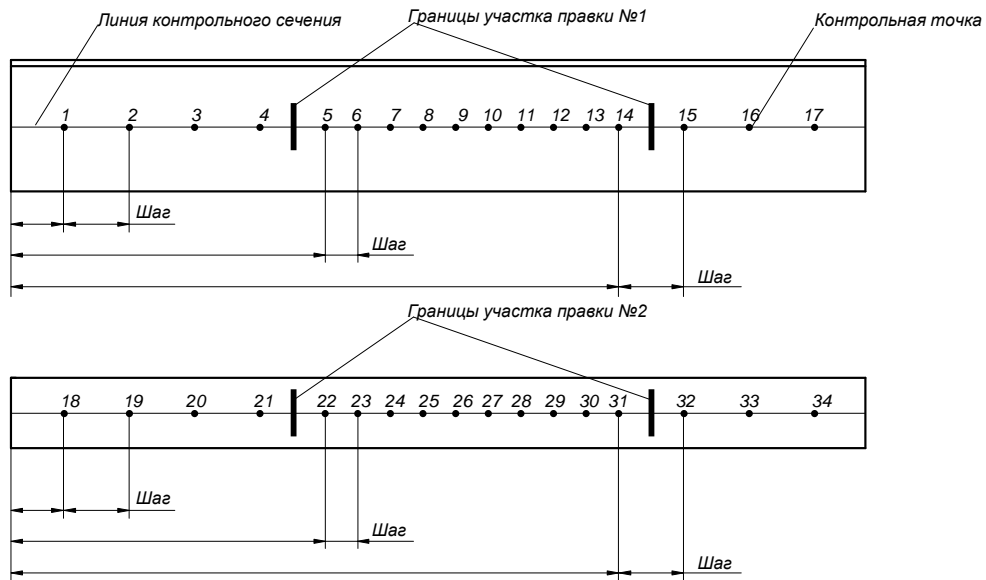 Линия контрольного сечения
Границы участка правки №1
Контрольная точка
1 2 3 4 5 6 7 8 9 10 11 12 13 14 15 16 17
Шаг
Шаг
Шаг
Границы участка правки №2
18 19 20 21 22 23 24 25 26 27 28 29 30 31 32 33 34
Шаг
Шаг
Шаг